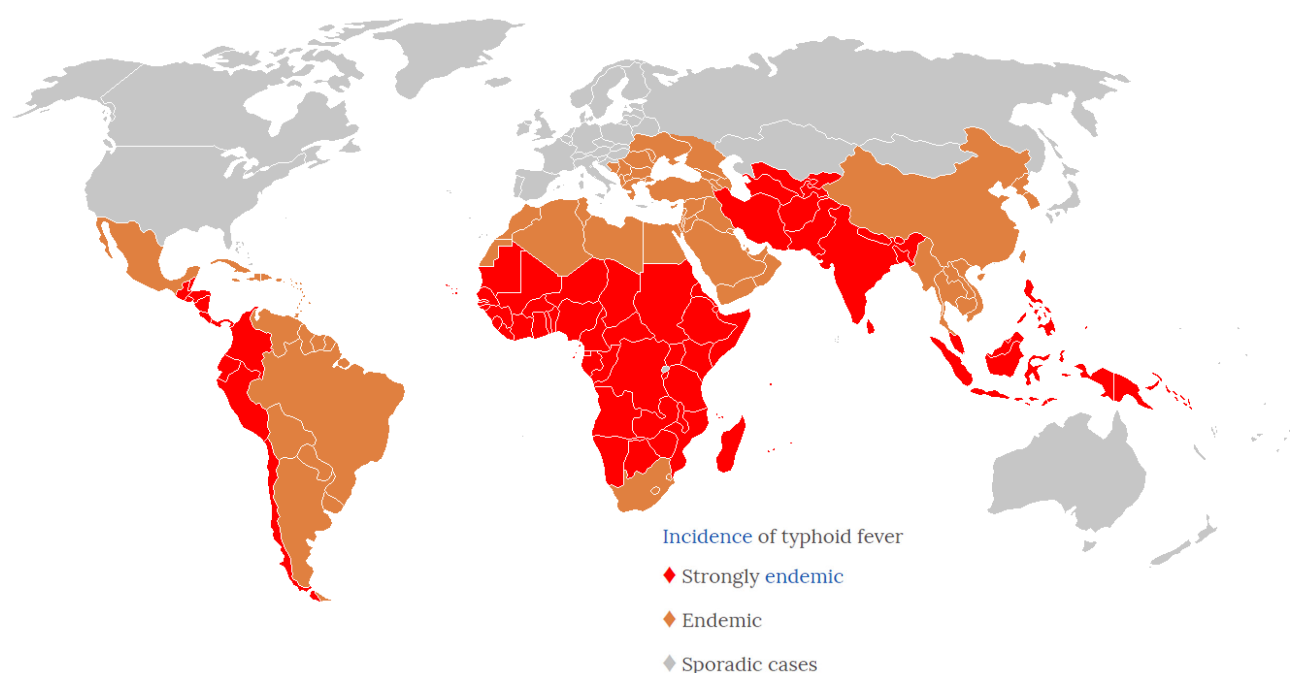 Incidence of typhoid fever
Strongly endemic
Endemic
Sporadic cases